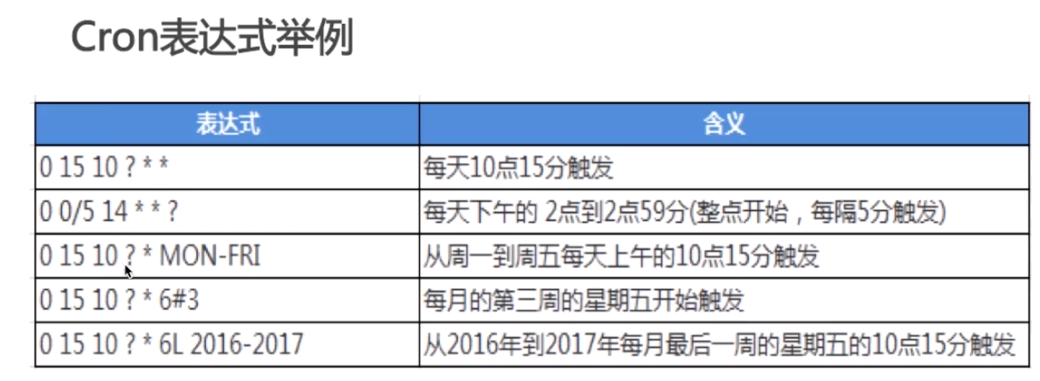 Cron表达式举例
表达式 含义
0 15 10 ? * * 每天10点15分触发
0 0/5 14 * * ? 每天下午的 2点到2点59分(整点开始，每隔5分触发)
0 15 10 ? * MON-FRI 从周一到周五每天上午的10点15分触发
0 15 10 ? * 6#3 每月的第三周的星期五开始触发
0 15 10 ? * 6L 2016-2017 从2016年到2017年每月最后一周的星期五的10点15分触发